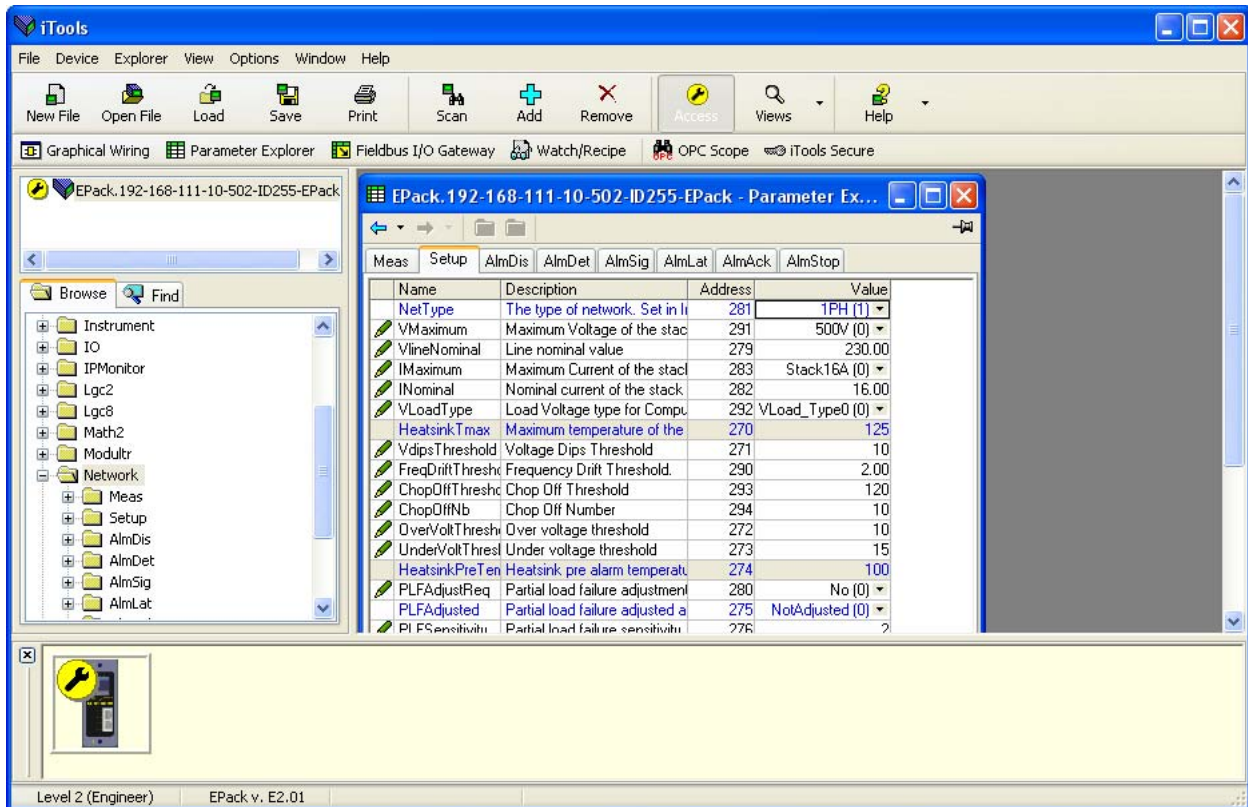 iTools
File Device Explorer View Options Window Help
New File Open File Load Save Print Scan Add Remove Access Views Help
Graphical Wiring Parameter Explorer Fieldbus I/O Gateway Watch/Recipe OPC Scope iTools Secure
EPack.192-168-111-10-502-ID255-EPack
Browse Find
Instrument
IO
IPMonitor
Lgc2
Lgc8
Math2
Modultr
Network
Meas
Setup
AlmDis
AlmDet
AlmSig
AlmLat
EPack.192-168-111-10-502-ID255-EPack - Parameter Ex...
Meas Setup AlmDis AlmDet AlmSig AlmLat AlmAck AlmStop
Name Description Address Value
NetType The type of network. Set in 281 1PH (1)
VMaximum Maximum Voltage of the stac 291 500V (0)
VlineNominal Line nominal value 279 230.00
IMaximum Maximum Current of the stac 283 Stack16A (0)
INominal Nominal current of the stack 282 16.00
VLoadType Load Voltage type for Compu 292 VLoad_Type0 (0)
HeatsinkTmax Maximum temperature of the 270 125
VdipsThreshold Voltage Dips Threshold 271 10
FreqDriftThresh Frequency Drift Threshold. 290 2.00
ChopOffThresh Chop Off Threshold 293 120
ChopOffNb Chop Off Number 294 10
OverVoltThresh Over voltage threshold 272 10
UnderVoltThres Under voltage threshold 273 15
HeatsinkPreTen Heatsink pre alarm temperatu 274 100
PLFAdjustReq Partial load failure adjustment 280 No (0)
PLFAdjusted Partial load failure adjusted a 275 NotAdjusted (0)
PLFSensitivity Partial load failure sensitivity 276 2
Level 2 (Engineer) EPack v. E2.01